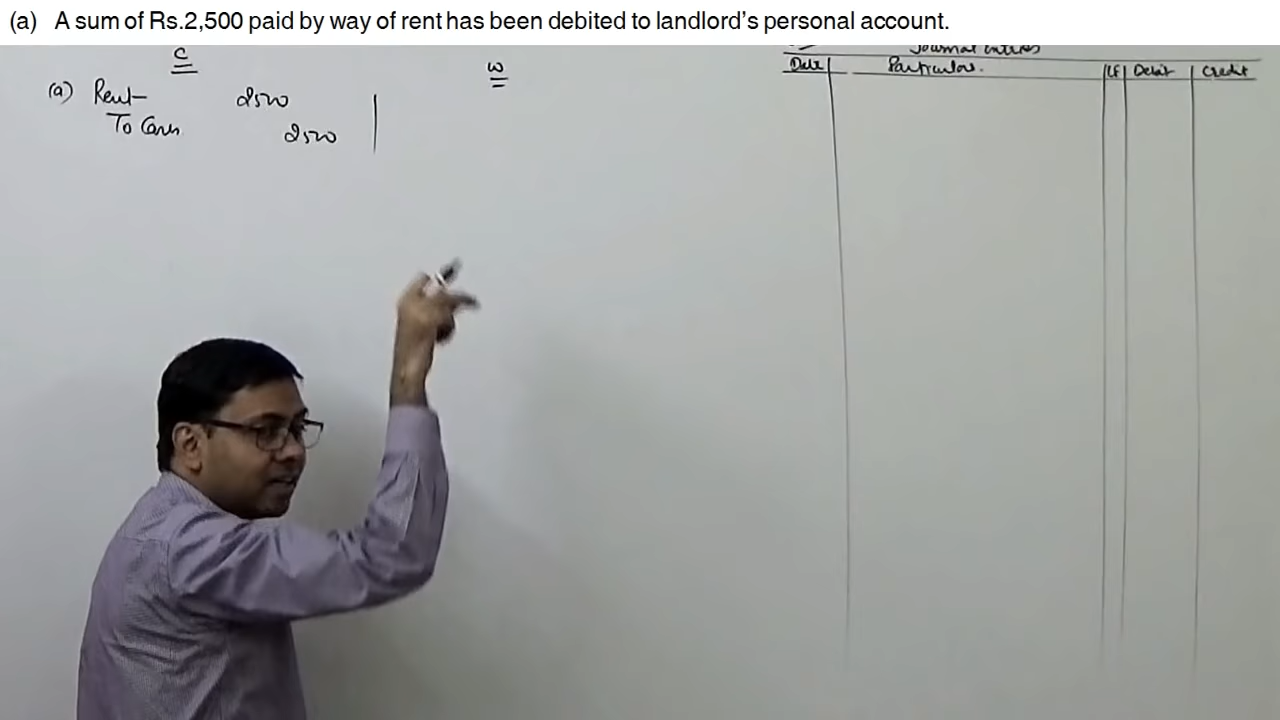 (a) A sum of Rs.2,500 paid by way of rent has been debited to landlord's personal account.
C
W
Journal entries
Date Particulars. LF Debit Credit
(a) Rent 2500
To Cash 2500